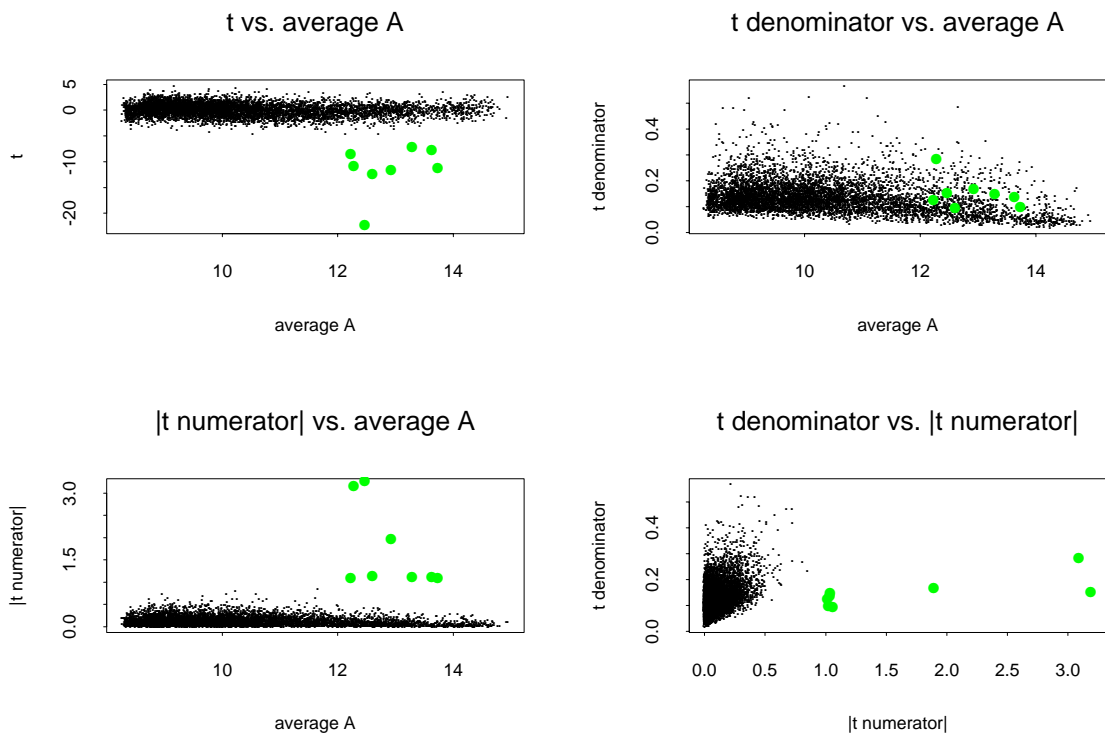 t vs. average A
5
0
-10
-20
t
10 12 14
average A
t denominator vs. average A
0.4
0.2
0.0
t denominator
10 12 14
average A
|t numerator| vs. average A
3.0
1.5
0.0
|t numerator|
10 12 14
average A
t denominator vs. |t numerator|
0.4
0.2
0.0
t denominator
0.0 0.5 1.0 1.5 2.0 2.5 3.0
|t numerator|